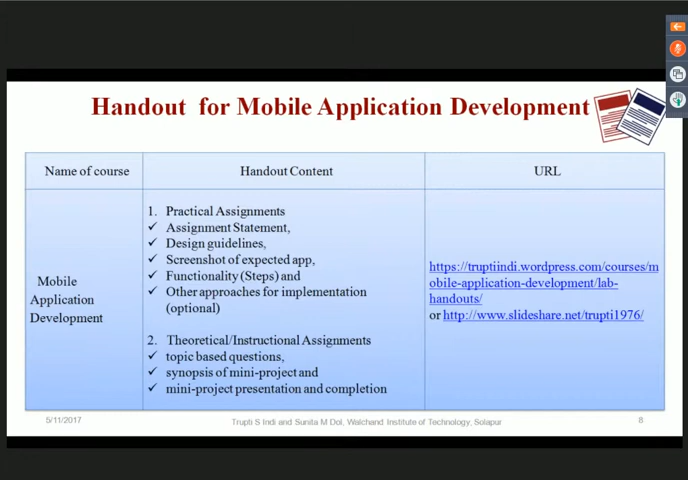 Handout for Mobile Application Development
Name of course
Handout Content
URL
Mobile
Application
Development
1. Practical Assignments
✓ Assignment Statement,
✓ Design guidelines,
✓ Screenshot of expected app,
✓ Functionality (Steps) and
✓ Other approaches for implementation
(optional)
2. Theoretical/Instructional Assignments
✓ topic based questions,
✓ synopsis of mini-project and
✓ mini-project presentation and completion
https://truptiindi.wordpress.com/courses/m
obile-application-development/lab-
handouts/
or http://www.slideshare.net/trupti1976/
5/11/2017
Trupti S Indi and Sunita M Dol, Walchand Institute of Technology, Solapur
8